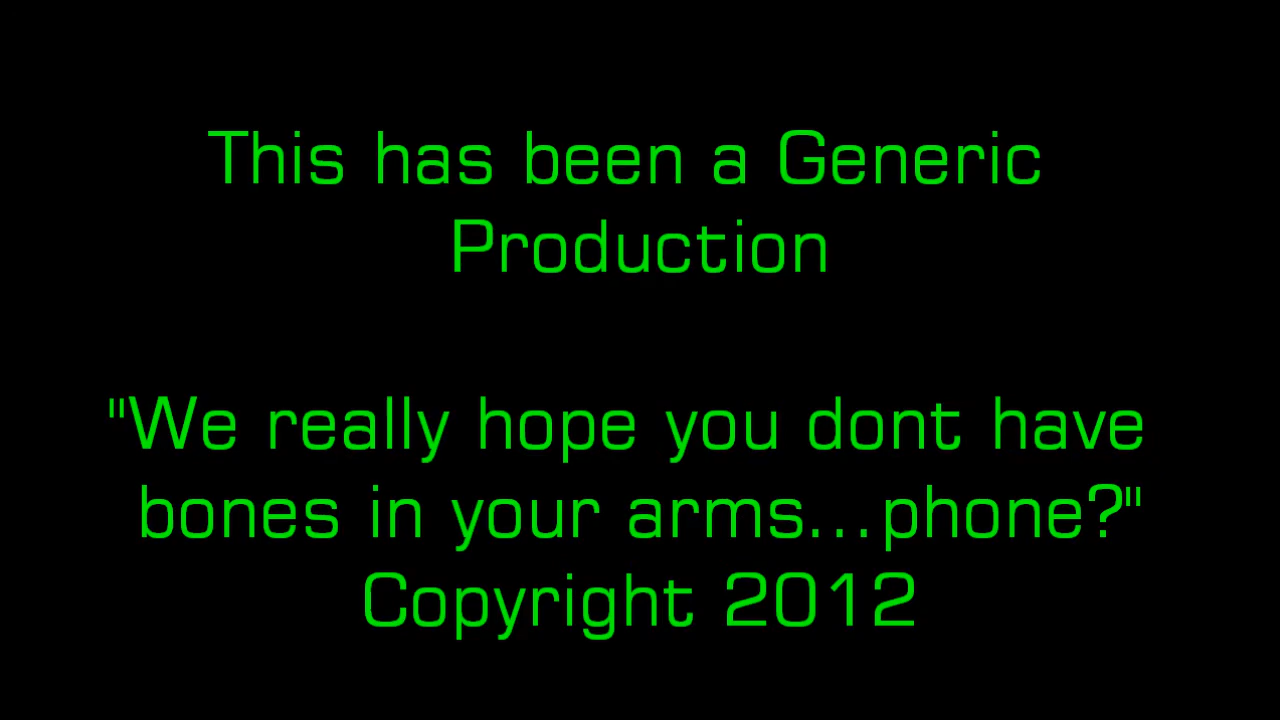 This has been a Generic
Production
"We really hope you dont have
bones in your arms...phone?"
Copyright 2012